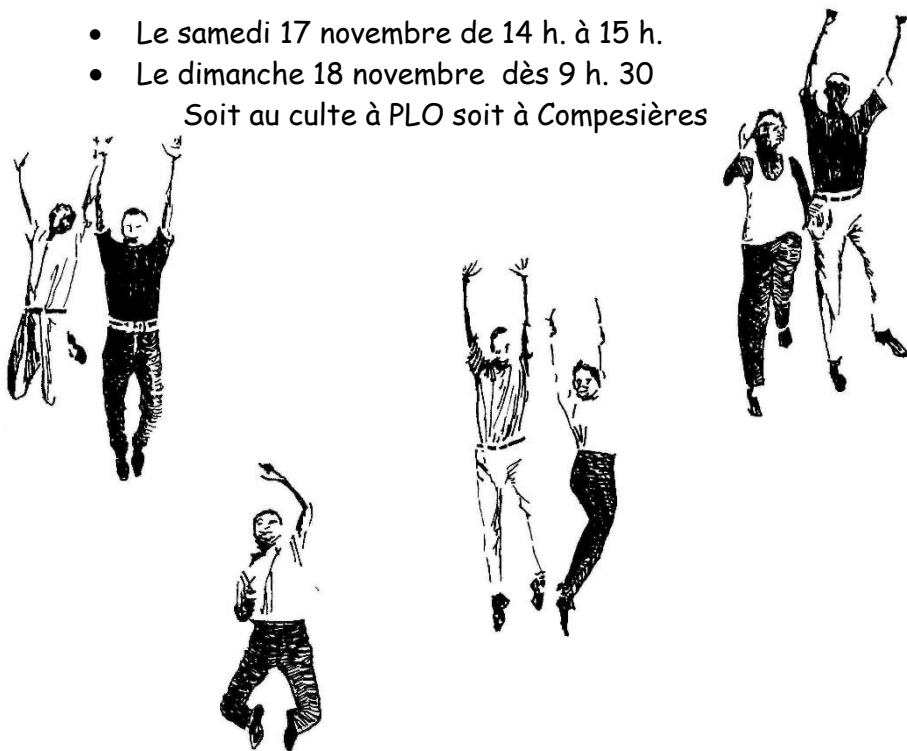 • Le samedi 17 novembre de 14 h. à 15 h.
• Le dimanche 18 novembre dès 9 h. 30
Soit au culte à PLO soit à Compesières